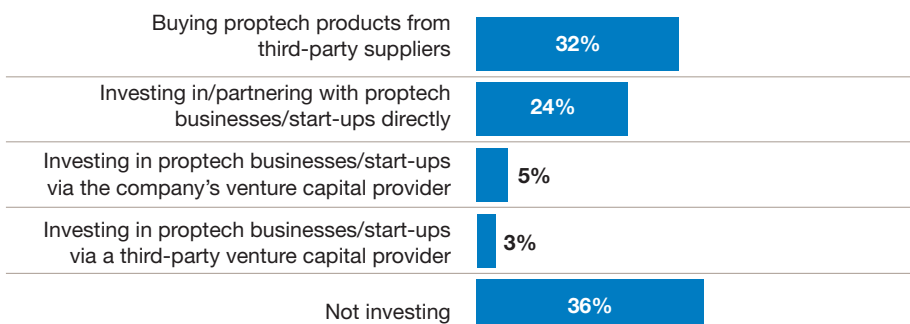 Buying proptech products from
third-party suppliers
32%
Investing in/partnering with proptech
businesses/start-ups directly
24%
Investing in proptech businesses/start-ups
via the company’s venture capital provider
5%
Investing in proptech businesses/start-ups
via a third-party venture capital provider
3%
Not investing
36%